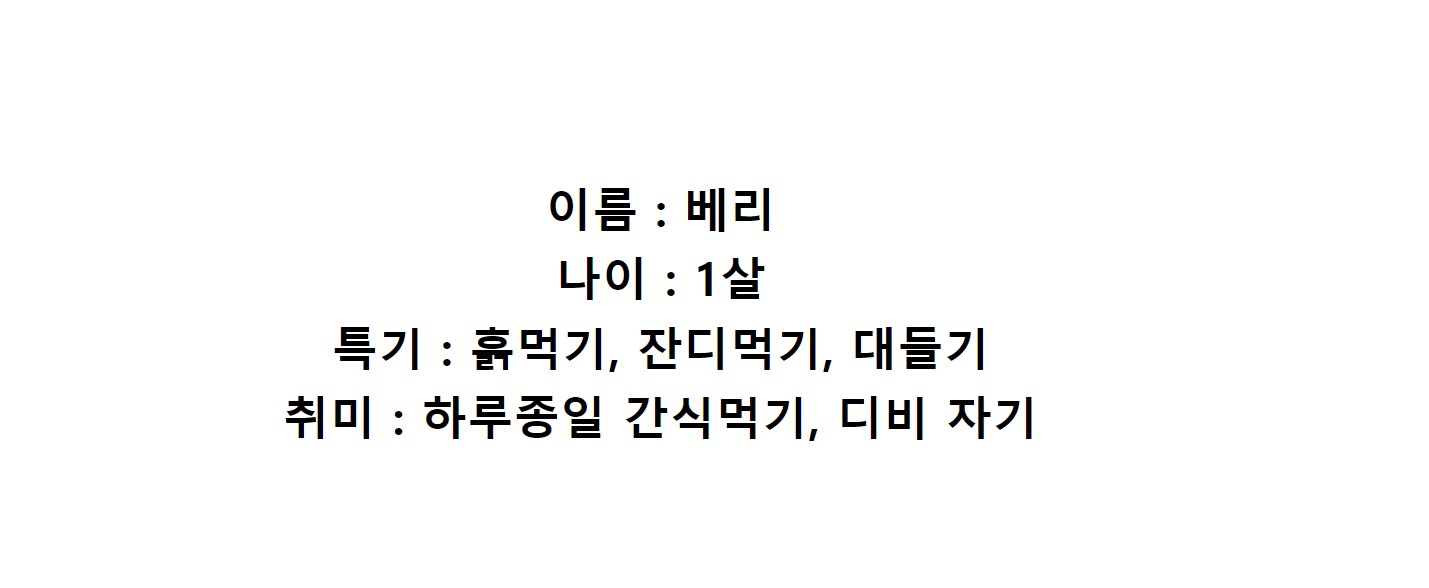 이름 : 베리
나이 : 1살
특기 : 흙먹기, 잔디먹기, 대들기
취미 : 하루종일 간식먹기, 디비 자기